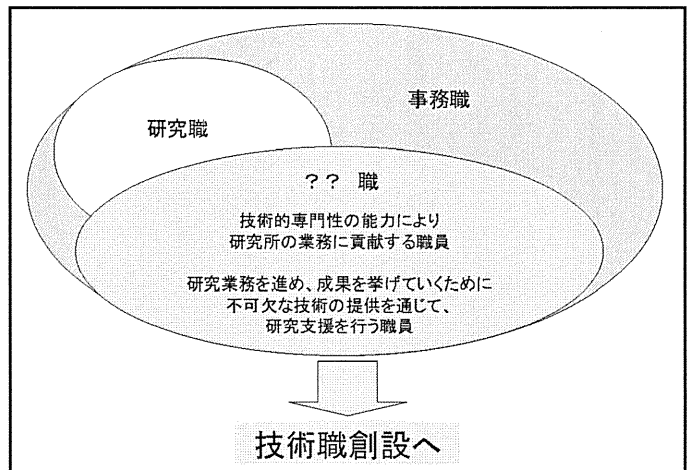 事務職
研究職
?? 職
技術的専門性の能力により
研究所の業務に貢献する職員
研究業務を進め、成果を挙げていくために
不可欠な技術の提供を通じて、
研究支援を行う職員
技術職創設へ